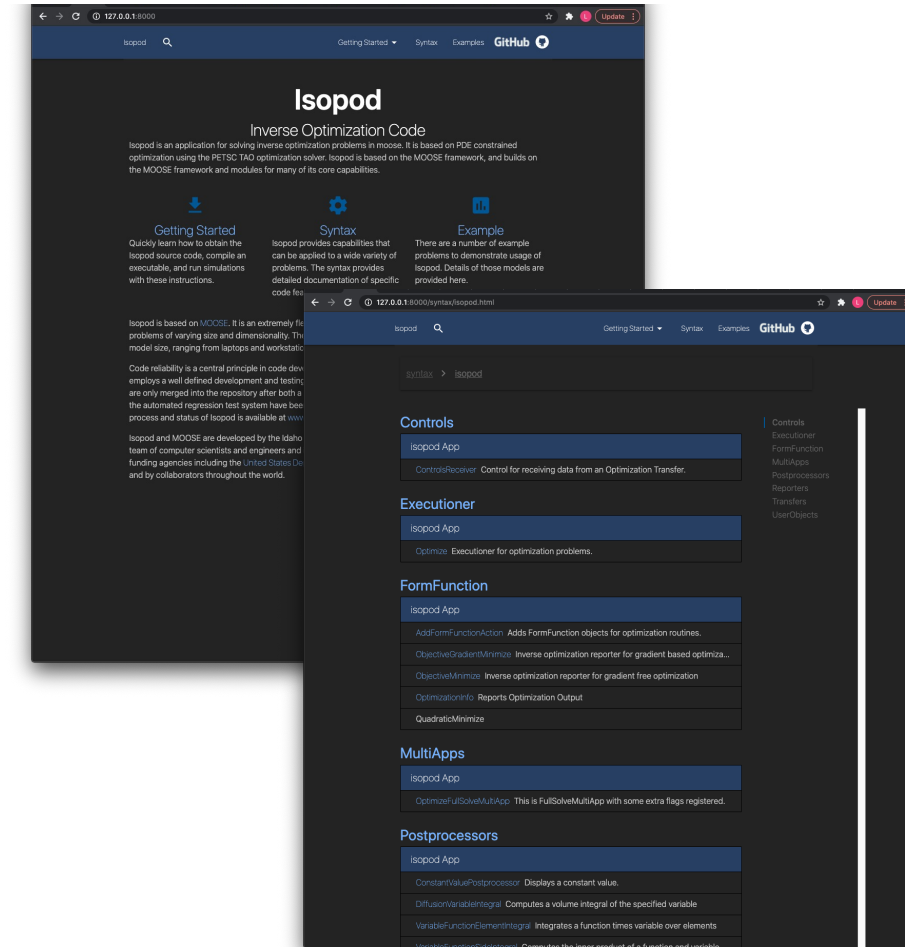 127.0.0.1:8000
Update
Isopod
Getting Started
Syntax
Examples
GitHub
Isopod
Inverse Optimization Code
Isopod is an application for solving inverse optimization problems in moose. It is based on PDE constrained
optimization using the PETSC TAO optimization solver. Isopod is based on the MOOSE framework, and builds on
the MOOSE framework and modules for many of its core capabilities.
Getting Started
Quickly learn how to obtain the
Isopod source code, compile an
executable, and run simulations
with these instructions.
Syntax
Isopod provides capabilities that
can be applied to a wide variety of
problems. The syntax provides
detailed documentation of specific
code
Example
There are a number of example
problems to demonstrate usage of
Isopod. Details of those models are
provided here.
Isopod is based on MOOSE. It is an extremely
problems of varying size and dimensionality.
model size, ranging from laptops and
Code reliability is a central principle in code
employs a well defined development and testing
are only merged into the repository after both a
the automated regression test system have
process and status of Isopod is available at
Isopod and MOOSE are developed by the Idaho
team of computer scientists and engineers and
funding agencies including the United States
and by collaborators throughout the world.
127.0.0.1:8000/syntax/isopod.html
L
Update
Isopod
Getting Started
Syntax
Examples
GitHub
syntax > isopod
Controls
isopod App
ControlsReceiver Control for receiving data from an Optimization Transfer.
Executioner
isopod App
Optimize Executioner for optimization problems.
FormFunction
isopod App
AddFormFunctionAction Adds FormFunction objects for optimization routines.
ObjectiveGradientMinimize Inverse optimization reporter for gradient based optimiza...
ObjectiveMinimize Inverse optimization reporter for gradient free optimization
OptimizationInfo Reports Optimization Output
QuadraticMinimize
MultiApps
isopod App
OptimizeFullSolveMultiApp This is FullSolveMultiApp with some extra flags registered.
Postprocessors
isopod App
ConstantValuePostprocessor Displays a constant value.
DiffusionVariableIntegral Computes a volume integral of the specified variable
VariableFunctionElementIntegral Integrates a function times variable over elements
Computes the inner product of a function and variable
Controls
Executioner
FormFunction
MultiApps
Postprocessors
Reporters
Transfers
UserObjects